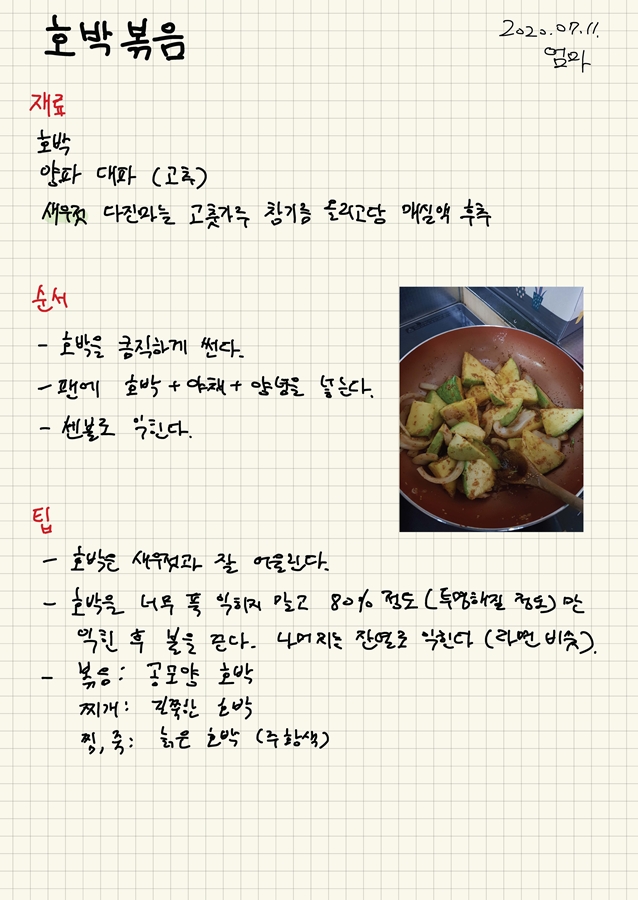 호박볶음
2020.07.11.
엄마
재료
호박
양파 대파 (고추)
새우젓 다진마늘 고춧가루 참기름 올리고당 매실액 후추
순서
- 호박을 큼직하게 썬다.
- 팬에 호박 + 야채 + 양념을 넣는다.
- 센불로 익힌다.
팁
- 호박은 새우젓과 잘 어울린다.
- 호박을 너무 푹 익히지 말고 80% 정도 (투명해질 정도) 만
익힌 후 불을 끈다. 나머지는 잔열로 익힌다 (라면 비슷).
- 볶음 : 공모양 호박
찌개 : 길쭉한 호박
찜, 죽 : 늙은 호박 (주황색)